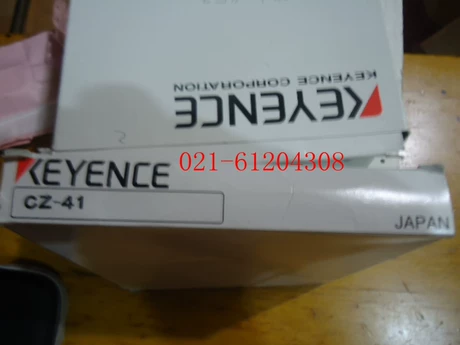 KEYENCE CORPORATION
KEYENCE
021-61204308
KEYENCE
CZ-41
JAPAN